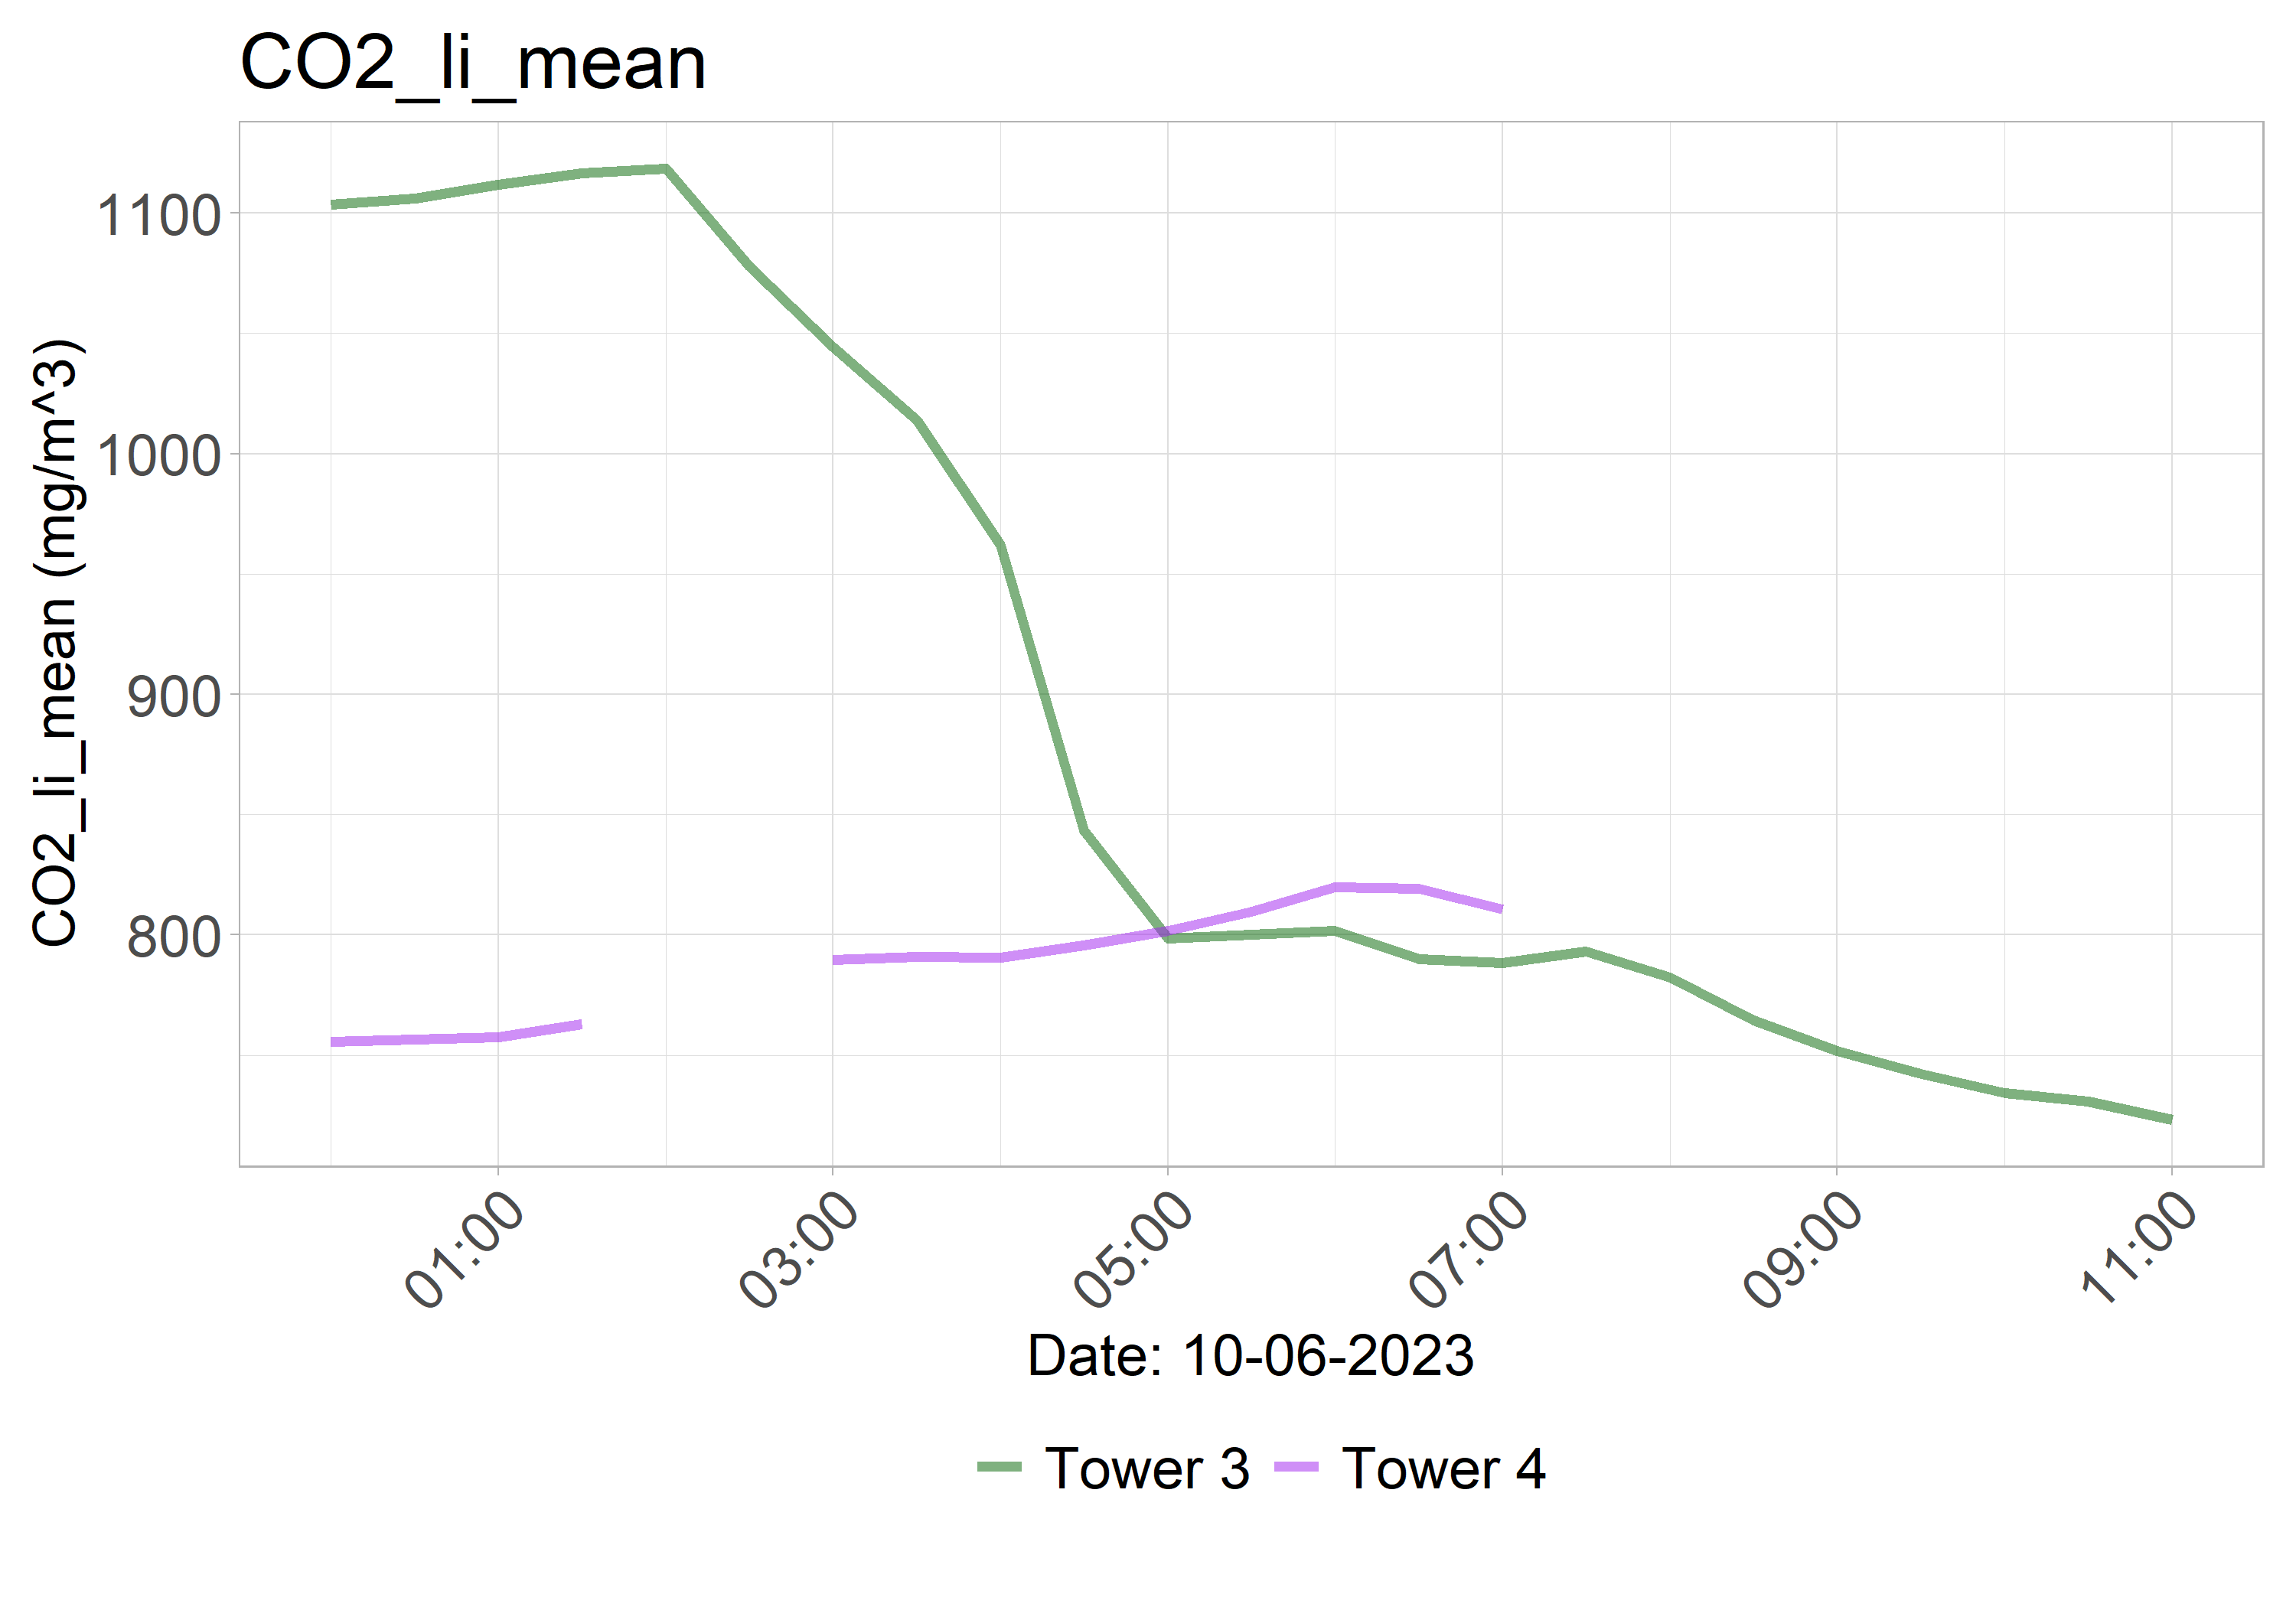 CO2_li_mean
CO2_li_mean (mg/m^3)
1100
1000
900
800
01:00 03:00 05:00 07:00 09:00 11:00
Date: 10-06-2023
Tower 3 Tower 4